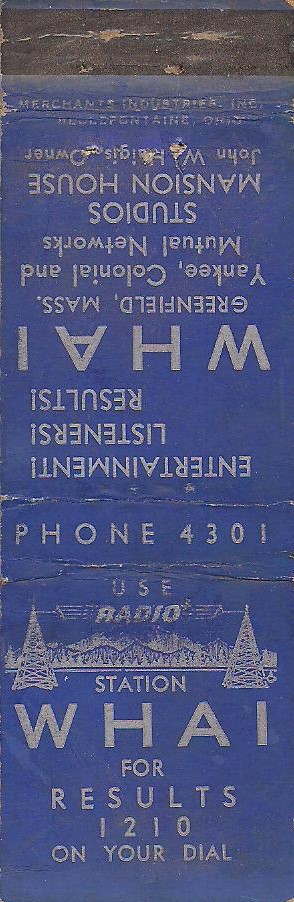 MERCHANTS INDUSTRIES, INC.
BELLEFONTAINE, OHIO
ENTERTAINMENT!
LISTENERS!
RESULTS!
WHAI
GREENFIELD, MASS.
Yankee, Colonial and
Mutual Networks
STUDIOS
MANSION HOUSE
John W. Haigis, Owner
PHONE 4301
USE
RADIO
STATION
WHAI
FOR
RESULTS
1210
ON YOUR DIAL